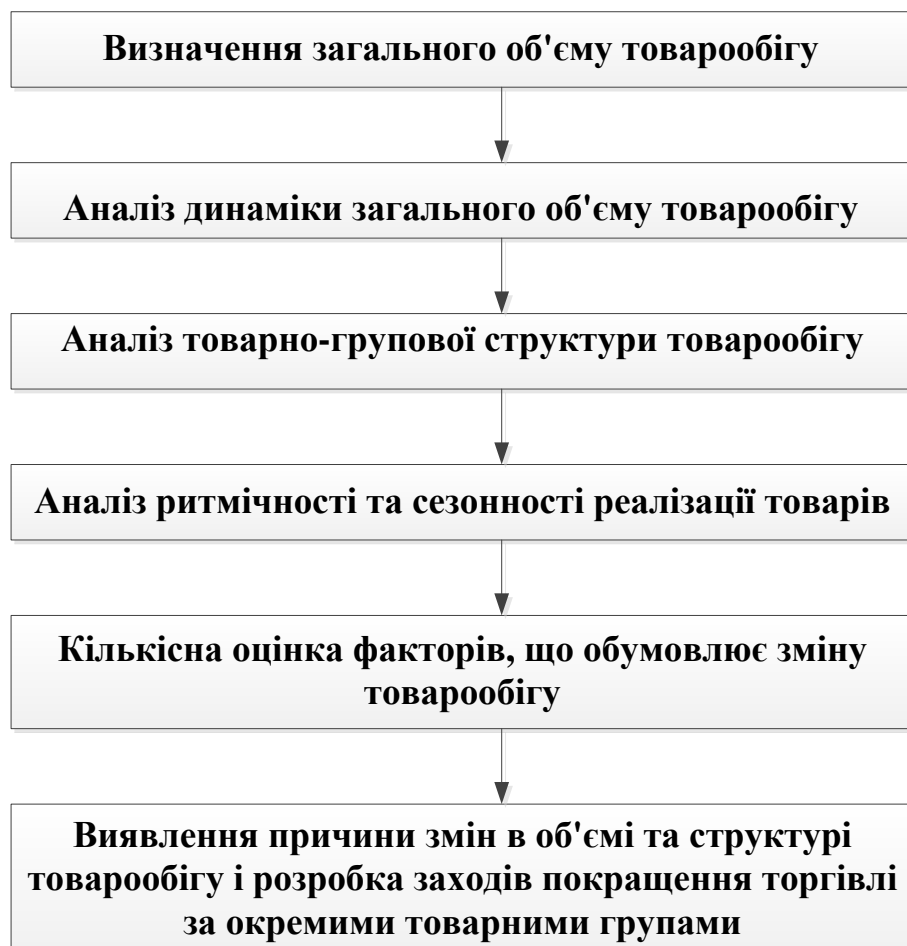 Визначення загального об'єму товарообігу
Аналіз динаміки загального об'єму товарообігу
Аналіз товарно-групової структури товарообігу
Аналіз ритмічності та сезонності реалізації товарів
Кількісна оцінка факторів, що обумовлює зміну
товарообігу
Виявлення причини змін в об'ємі та структурі
товарообігу і розробка заходів покращення торгівлі
за окремими товарними групами